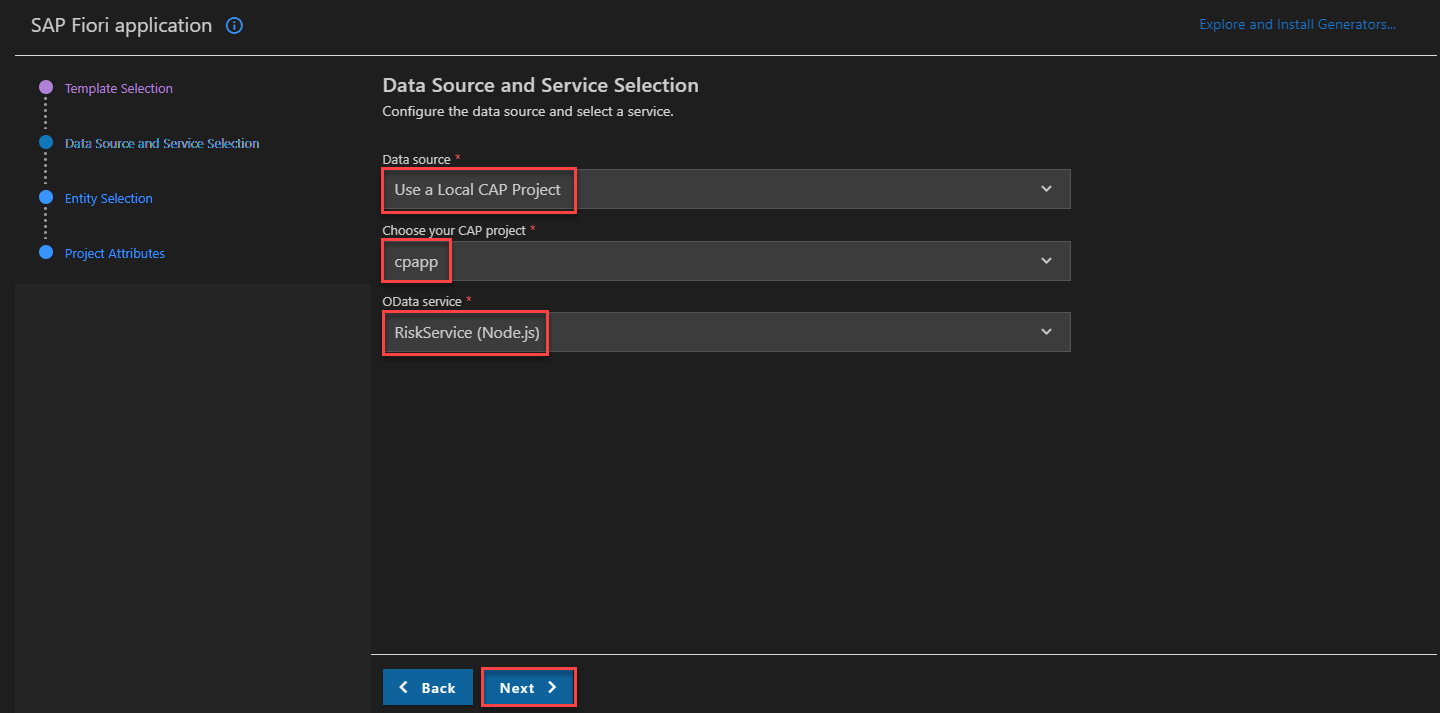 SAP Fiori application
Explore and Install Generators...
Template Selection
Data Source and Service Selection
Entity Selection
Project Attributes
Data Source and Service Selection
Configure the data source and select a service.
Data source *
Use a Local CAP Project
Choose your CAP project *
cpapp
OData service *
RiskService (Node.js)
Back
Next